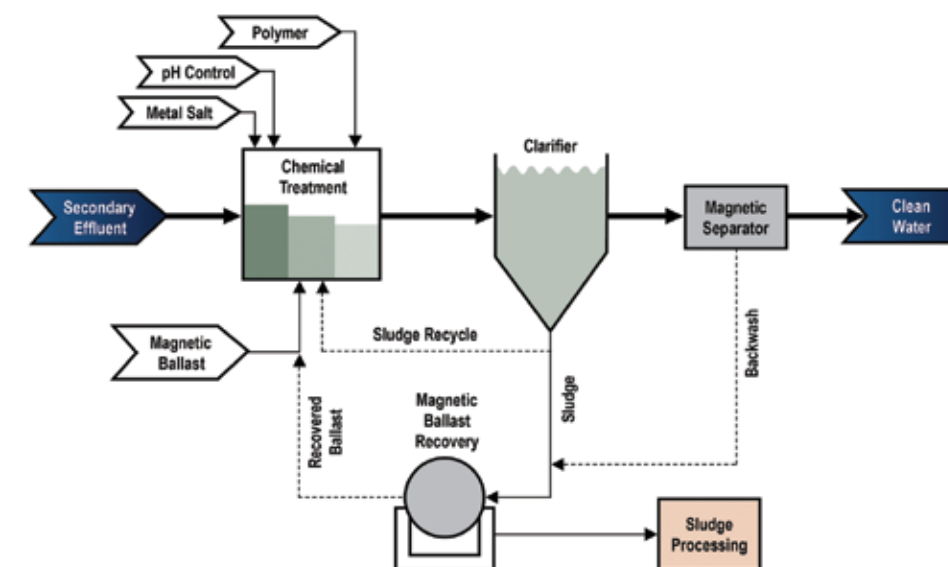 Polymer
pH Control
Metal Salt
Chemical
Treatment
Clarifier
Secondary
Effluent
Magnetic
Separator
Clean
Water
Magnetic
Ballast
Sludge Recycle
Recovered
Ballast
Magnetic
Ballast
Recovery
Sludge
Backwash
Sludge
Processing